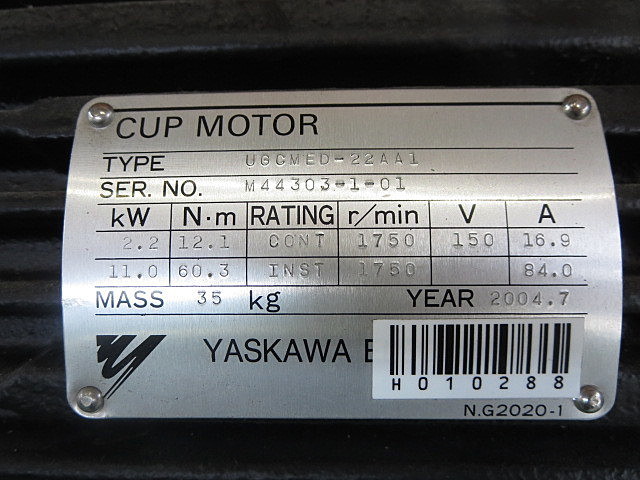 CUP MOTOR
TYPE UGCMED-22AA1
SER. NO. M44303-1-01
kW N·m RATING r/min V A
2.2 12.1 CONT 1750 150 16.9
11.0 60.3 INST 1750 84.0
MASS 35 kg YEAR 2004.7
YASKAWA
H010288
N.G2020-1